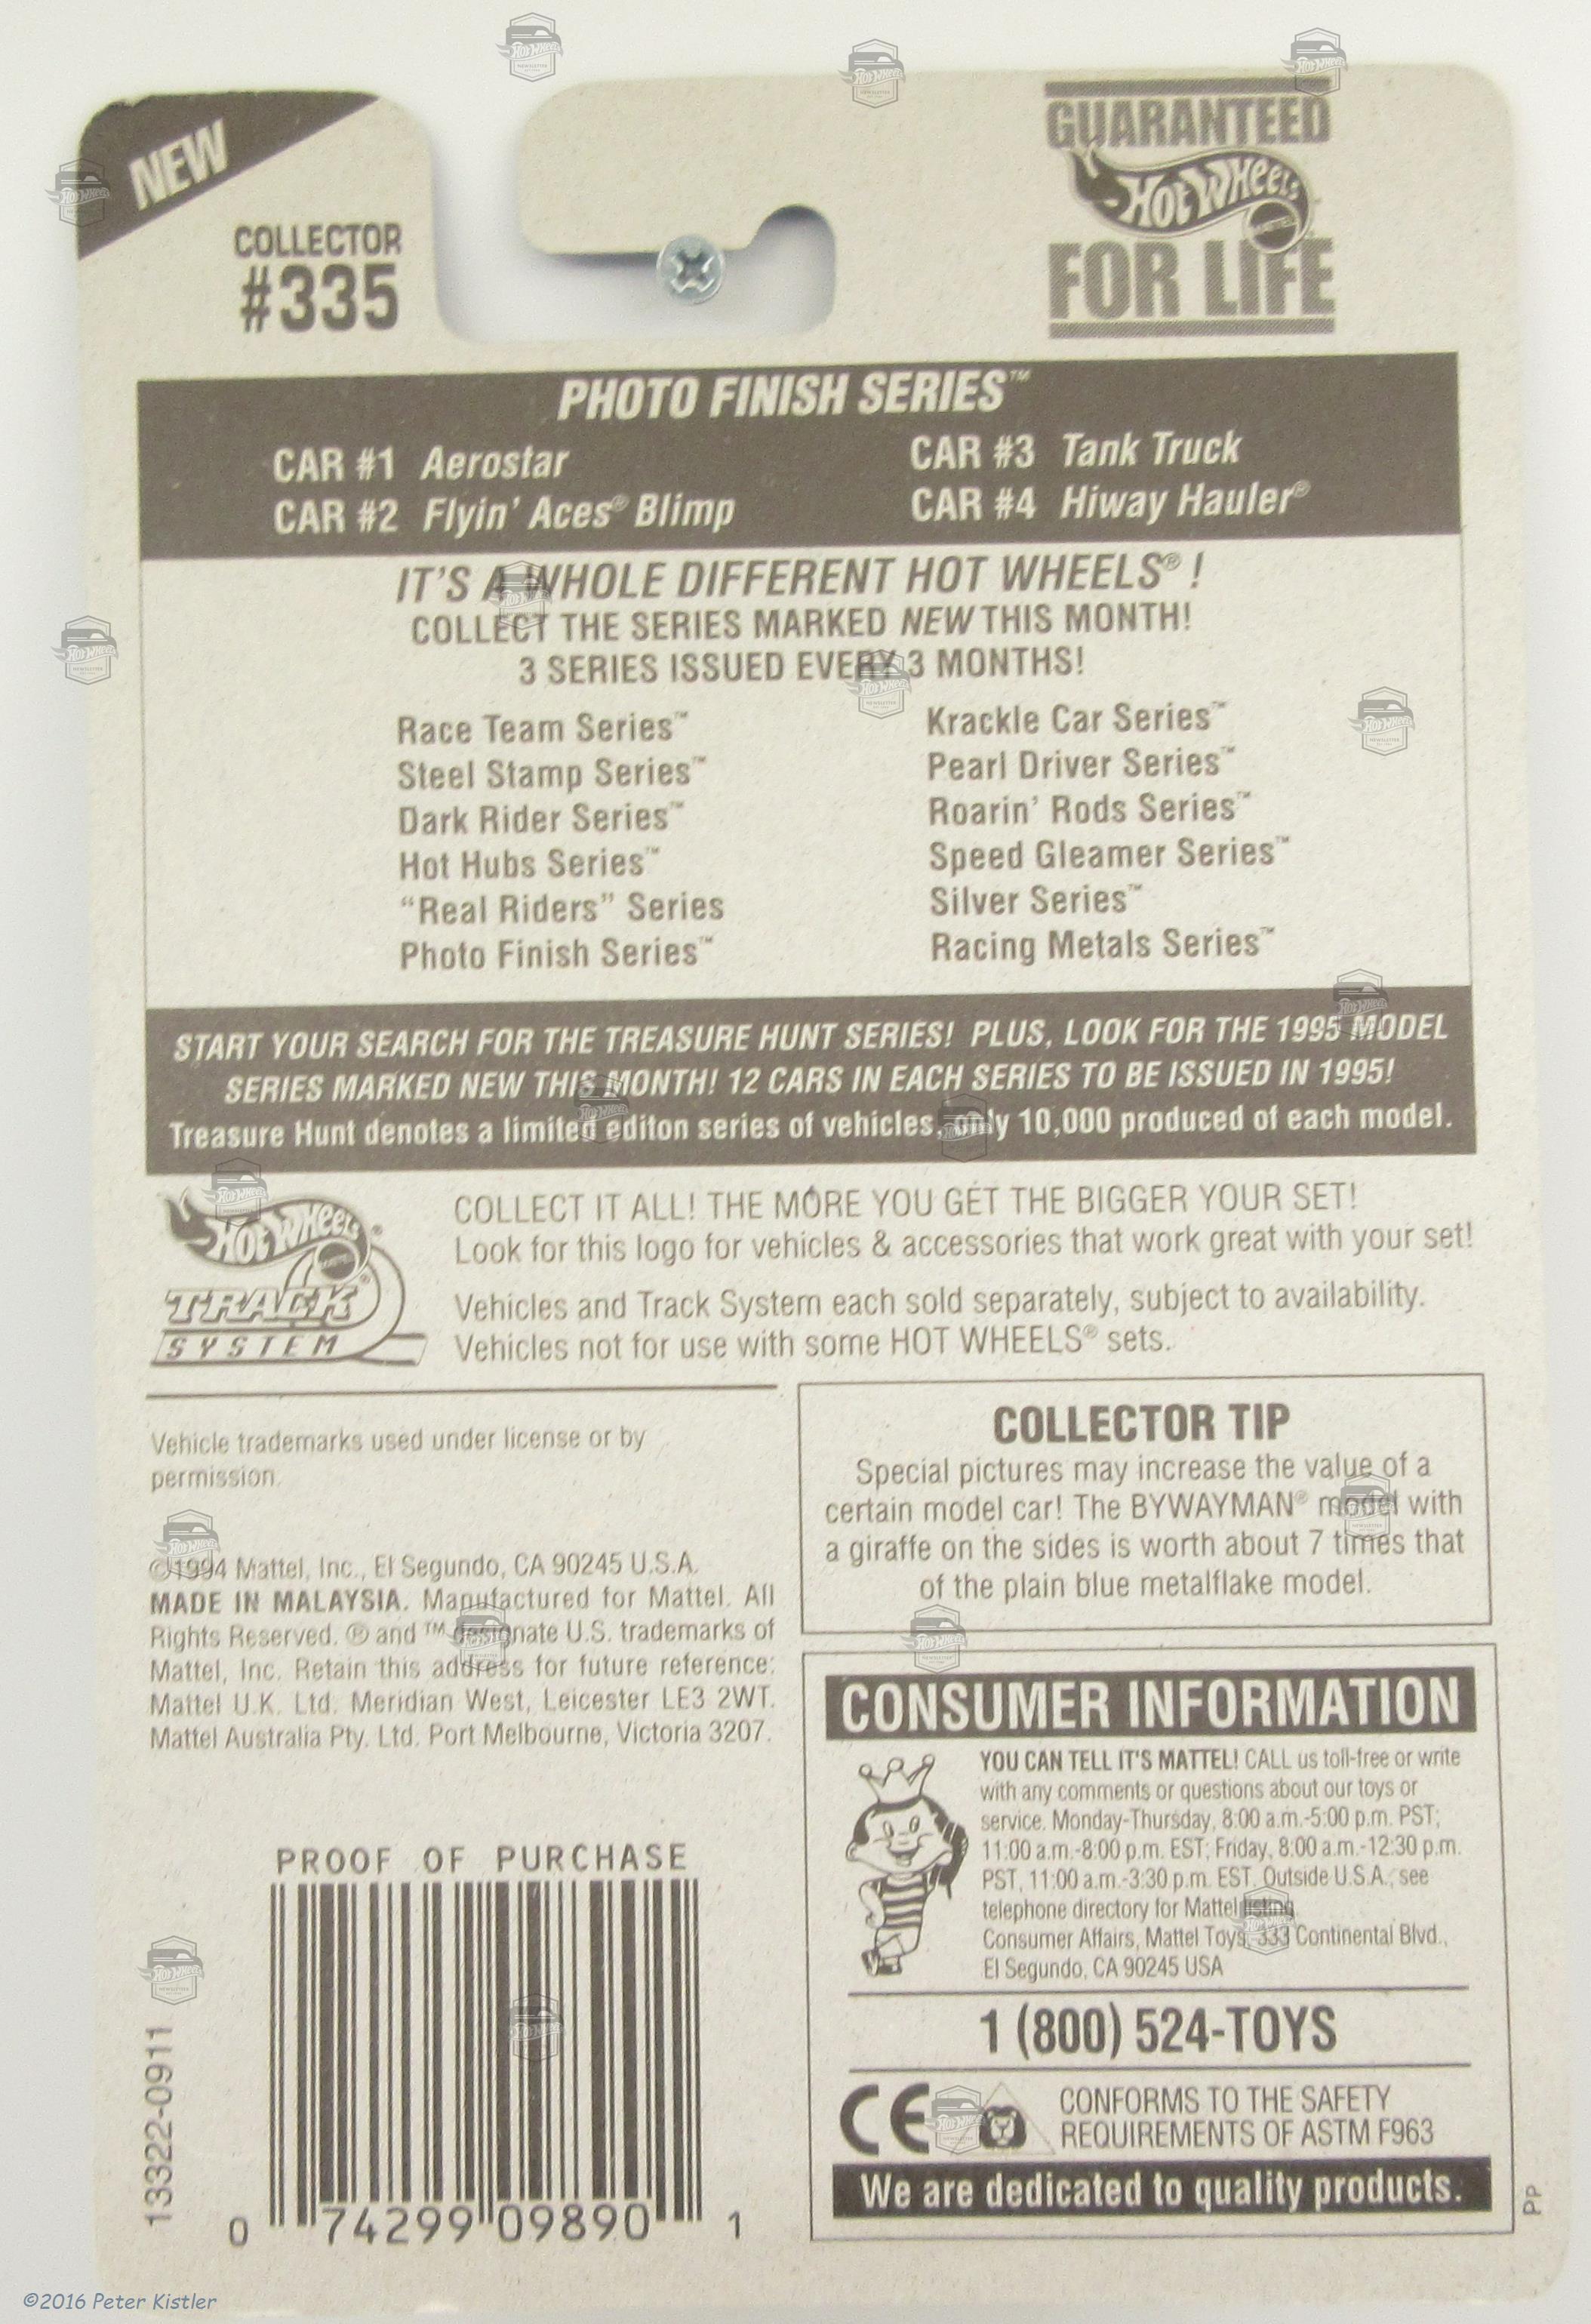 NEW
COLLECTOR
#335
GUARANTEED
HOT WHEELS
FOR LIFE
PHOTO FINISH SERIES™
CAR #1 Aerostar
CAR #2 Flyin' Aces® Blimp
CAR #3 Tank Truck
CAR #4 Hiway Hauler®
IT'S A WHOLE DIFFERENT HOT WHEELS® !
COLLECT THE SERIES MARKED NEW THIS MONTH!
3 SERIES ISSUED EVERY 3 MONTHS!
Race Team Series™
Steel Stamp Series™
Dark Rider Series™
Hot Hubs Series™
“Real Riders” Series
Photo Finish Series™
Krackle Car Series™
Pearl Driver Series™
Roarin' Rods Series™
Speed Gleamer Series™
Silver Series™
Racing Metals Series™
START YOUR SEARCH FOR THE TREASURE HUNT SERIES! PLUS, LOOK FOR THE 1995 MODEL
SERIES MARKED NEW THIS MONTH! 12 CARS IN EACH SERIES TO BE ISSUED IN 1995!
Treasure Hunt denotes a limited editon series of vehicles, only 10,000 produced of each model.
HOT WHEELS®
TRACK®
SYSTEM
COLLECT IT ALL! THE MORE YOU GET THE BIGGER YOUR SET!
Look for this logo for vehicles & accessories that work great with your set!
Vehicles and Track System each sold separately, subject to availability.
Vehicles not for use with some HOT WHEELS® sets.
Vehicle trademarks used under license or by
permission.
©1994 Mattel, Inc., El Segundo, CA 90245 U.S.A.
MADE IN MALAYSIA. Manufactured for Mattel. All
Rights Reserved. ® and ™ designate U.S. trademarks of
Mattel, Inc. Retain this address for future reference:
Mattel U.K. Ltd. Meridian West, Leicester LE3 2WT.
Mattel Australia Pty. Ltd. Port Melbourne, Victoria 3207.
COLLECTOR TIP
Special pictures may increase the value of a
certain model car! The BYWAYMAN® model with
a giraffe on the sides is worth about 7 times that
of the plain blue metalflake model.
CONSUMER INFORMATION
YOU CAN TELL IT'S MATTEL! CALL us toll-free or write
with any comments or questions about our toys or
service. Monday-Thursday, 8:00 a.m.-5:00 p.m. PST;
11:00 a.m.-8:00 p.m. EST; Friday, 8:00 a.m.-12:30 p.m.
PST, 11:00 a.m.-3:30 p.m. EST. Outside U.S.A., see
telephone directory for Mattel listing.
Consumer Affairs, Mattel Toys, 333 Continental Blvd.,
El Segundo, CA 90245 USA
1 (800) 524-TOYS
CE
CONFORMS TO THE SAFETY
REQUIREMENTS OF ASTM F963
We are dedicated to quality products.
PP
PROOF OF PURCHASE
0 74299 09890 1
13322-0911
©2016 Peter Kistler